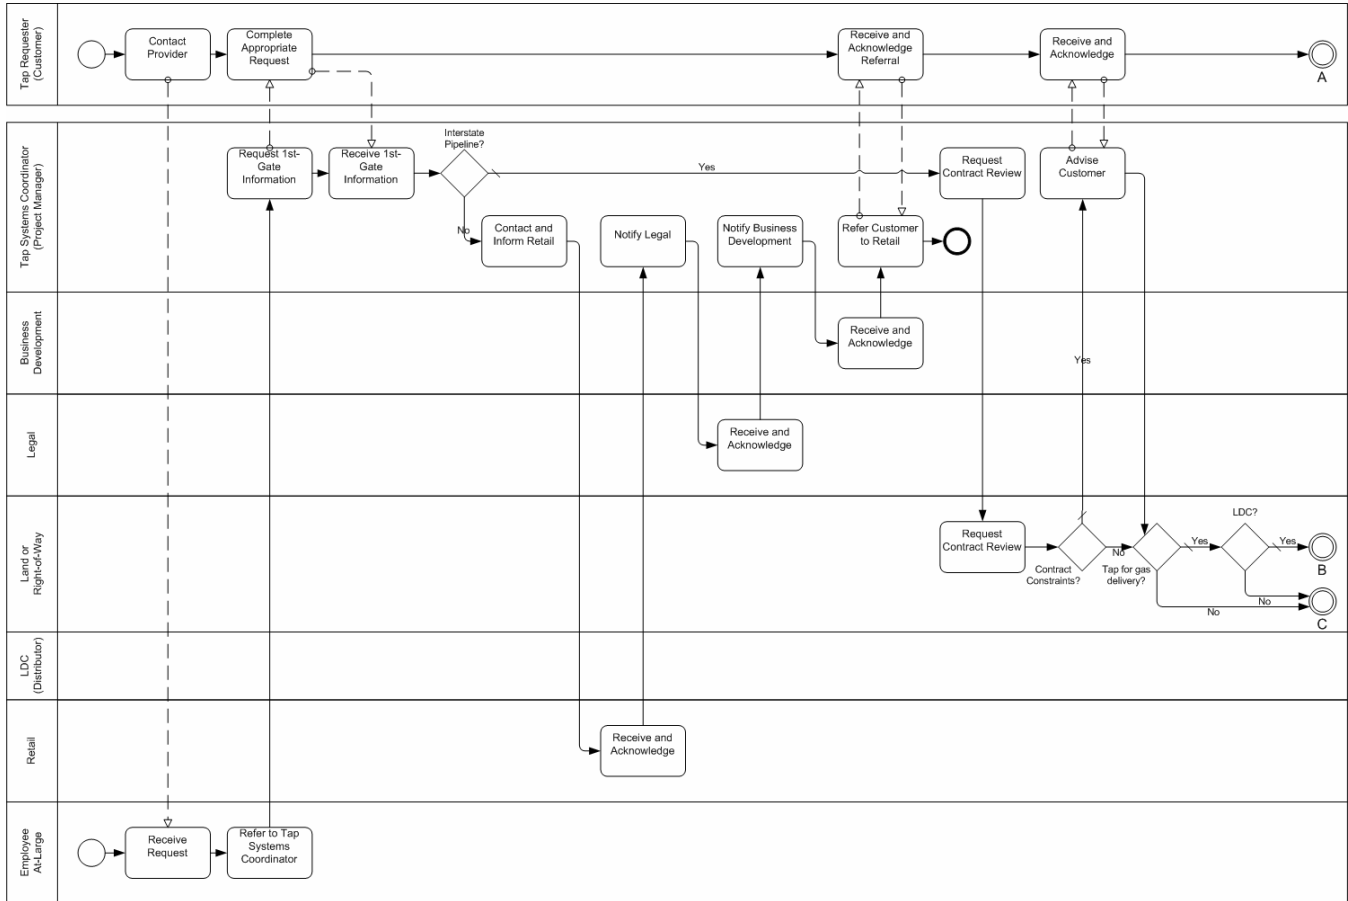 Tap Requester
(Customer)
Contact
Provider
Complete
Appropriate
Request
Receive and
Acknowledge
Referral
Receive and
Acknowledge
A
Tap Systems Coordinator
(Project Manager)
Request 1st-
Gate
Information
Receive 1st-
Gate
Information
Interstate
Pipeline?
Yes
No
Request
Contract Review
Advise
Customer
Contact and
Inform Retail
Notify Legal
Notify Business
Development
Refer Customer
to Retail
Business
Development
Receive and
Acknowledge
Yes
Legal
Receive and
Acknowledge
Land or
Right-of-Way
Request
Contract Review
Contract
Constraints?
No
Tap for gas
delivery?
Yes
LDC?
Yes
B
No
No
C
LDC
(Distributor)
Retail
Receive and
Acknowledge
Employee
At-Large
Receive
Request
Refer to Tap
Systems
Coordinator